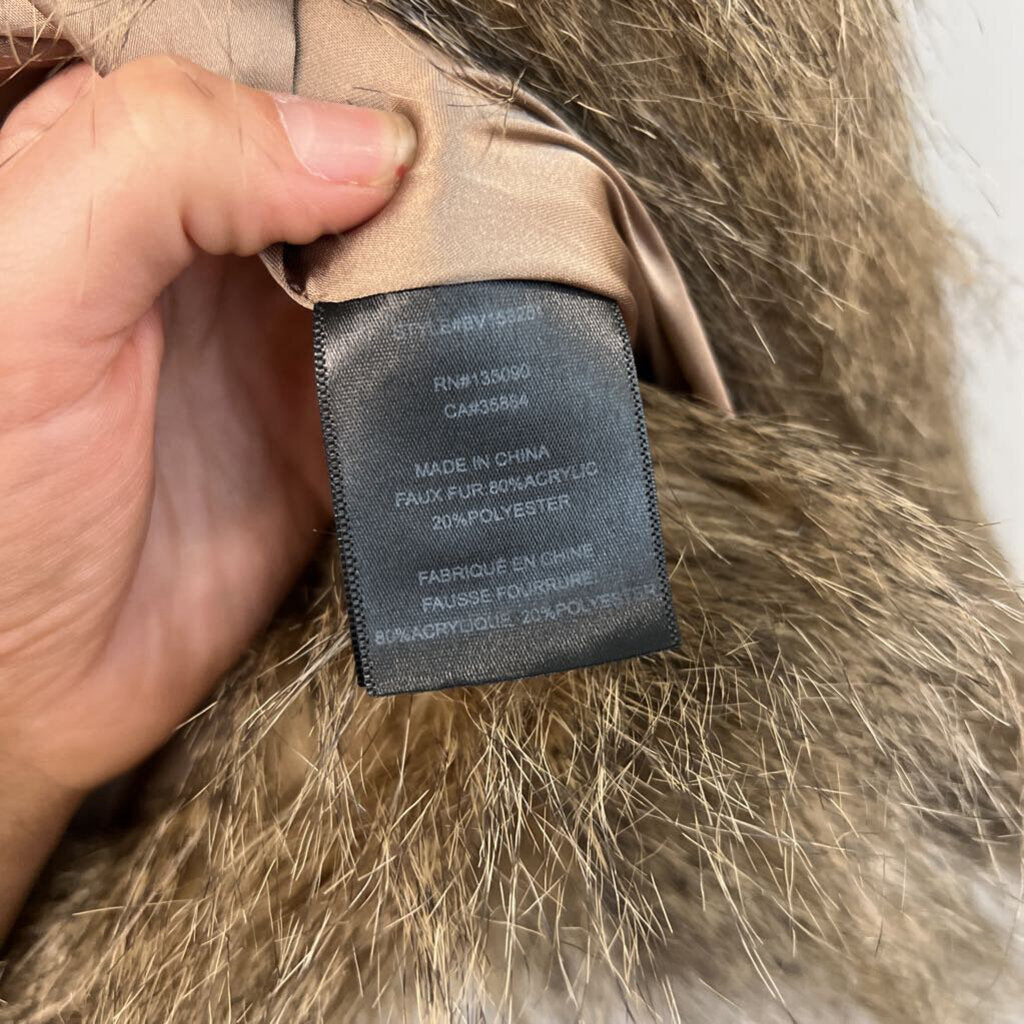 RN#133090
CA#35884
MADE IN CHINA
FAUX FUR 80%ACRYLIC
20%POLYESTER
FABRIQUE EN CHINE
FAUSSE FOURRURE
80%ACRYLIQUE 20%POLYESTER